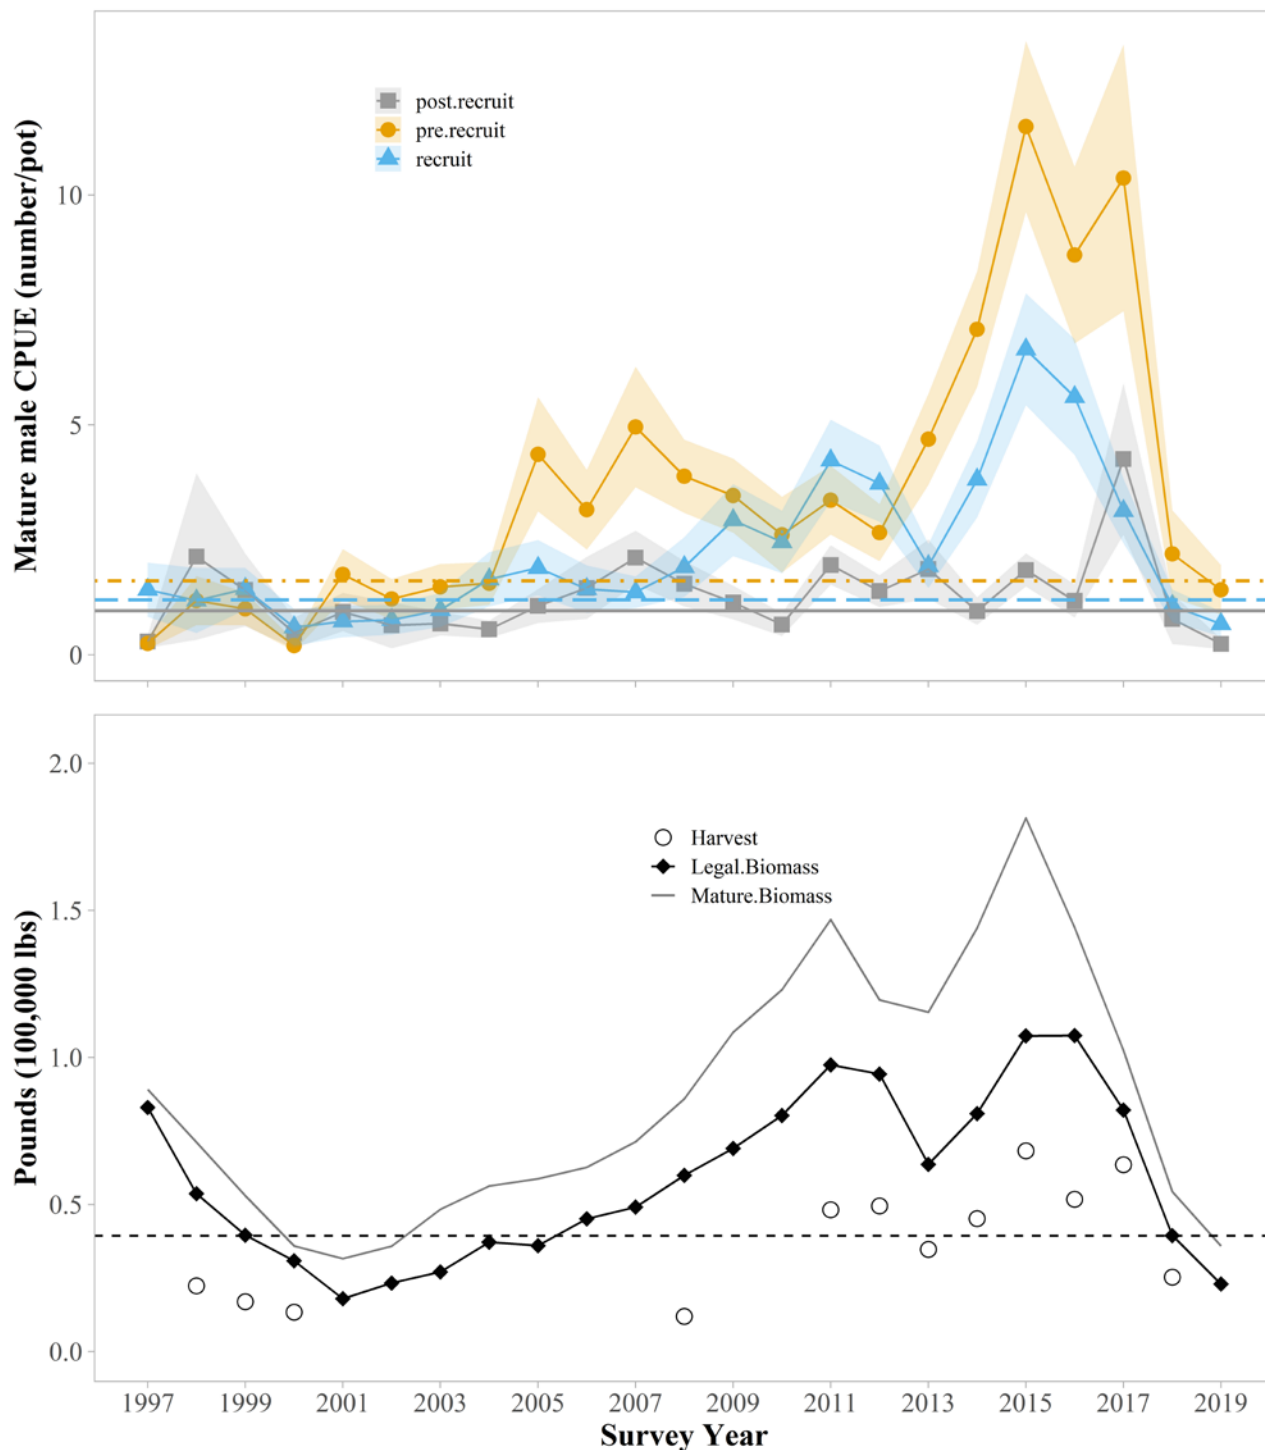 Mature male CPUE (number/pot)
post.recruit
pre.recruit
recruit
10
5
0
Pounds (100,000 lbs)
Harvest
Legal.Biomass
Mature.Biomass
2.0
1.5
1.0
0.5
0.0
1997 1999 2001 2003 2005 2007 2009 2011 2013 2015 2017 2019
Survey Year